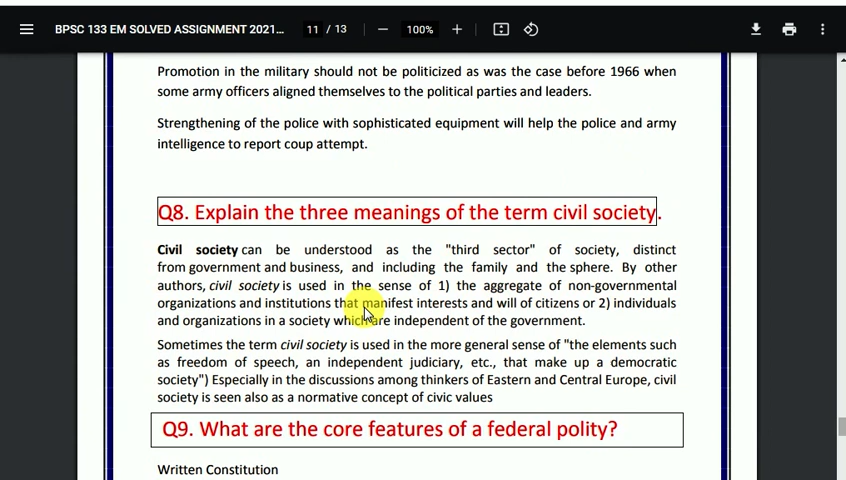 BPSC 133 EM SOLVED ASSIGNMENT 2021... 11 / 13 100%
Promotion in the military should not be politicized as was the case before 1966 when
some army officers aligned themselves to the political parties and leaders.
Strengthening of the police with sophisticated equipment will help the police and army
intelligence to report coup attempt.
Q8. Explain the three meanings of the term civil society.
Civil society can be understood as the "third sector" of society, distinct
from government and business, and including the family and the sphere. By other
authors, civil society is used in the sense of 1) the aggregate of non-governmental
organizations and institutions that manifest interests and will of citizens or 2) individuals
and organizations in a society which are independent of the government.
Sometimes the term civil society is used in the more general sense of "the elements such
as freedom of speech, an independent judiciary, etc., that make up a democratic
society") Especially in the discussions among thinkers of Eastern and Central Europe, civil
society is seen also as a normative concept of civic values
Q9. What are the core features of a federal polity?
Written Constitution